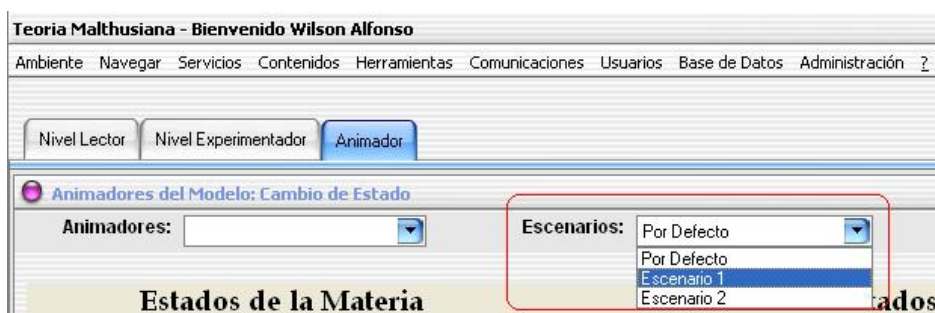 Teoria Malthusiana - Bienvenido Wilson Alfonso
Ambiente Navegar Servicios Contenidos Herramientas Comunicaciones Usuarios Base de Datos Administración ?
Nivel Lector Nivel Experimentador Animador
Animadores del Modelo: Cambio de Estado
Animadores: Escenarios: Por Defecto
Por Defecto
Escenario 1
Escenario 2
Estados de la Materia tados